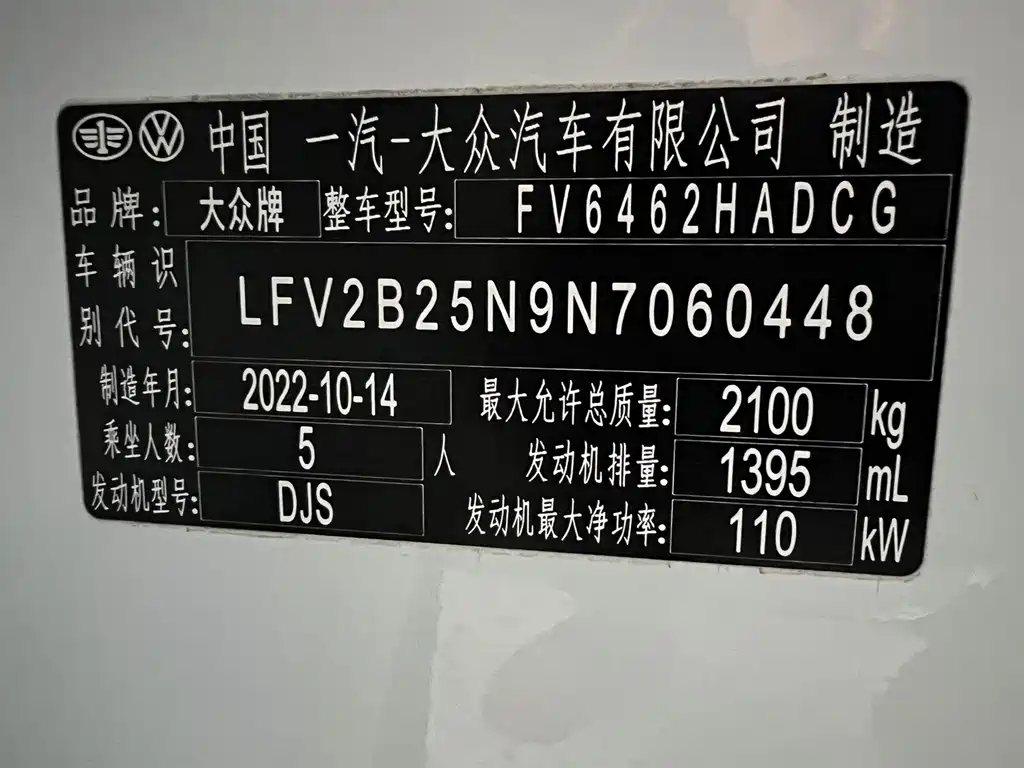 中国 一汽-大众汽车有限公司 制造
品牌: 大众牌 整车型号: FV6462HADCG
车辆识别代号: LFV2B25N9N7060448
制造年月: 2022-10-14 最大允许总质量: 2100 kg
乘坐人数: 5 人 发动机排量: 1395 mL
发动机型号: DJS 发动机最大净功率: 110 kW